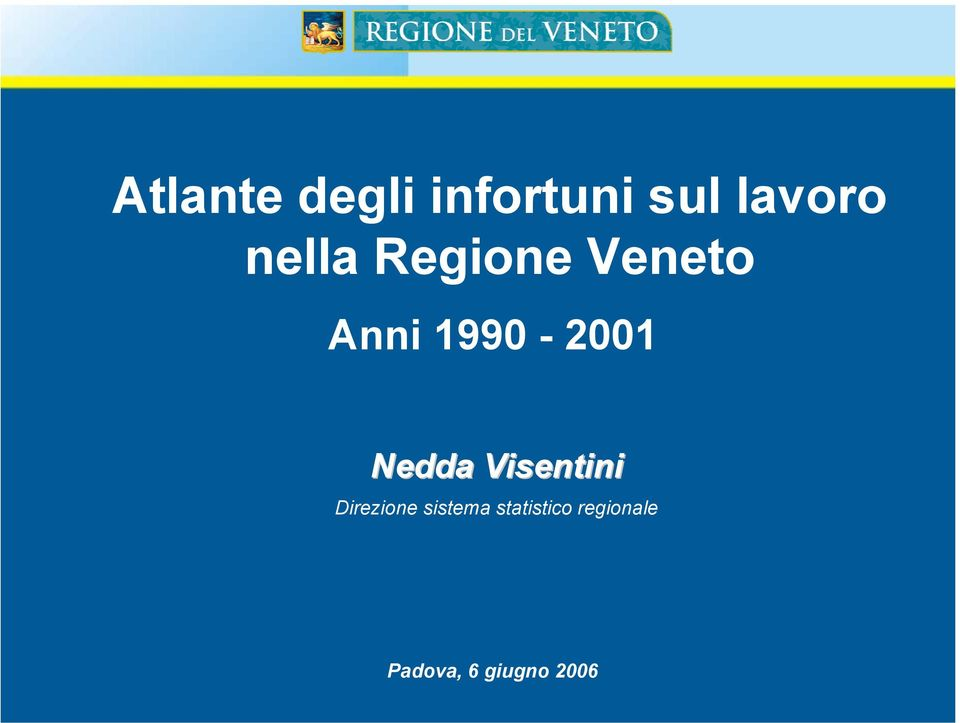 REGIONE DEL VENETO
Atlante degli infortuni sul lavoro
nella Regione Veneto
Anni 1990 - 2001
Nedda Visentini
Direzione sistema statistico regionale
Padova, 6 giugno 2006